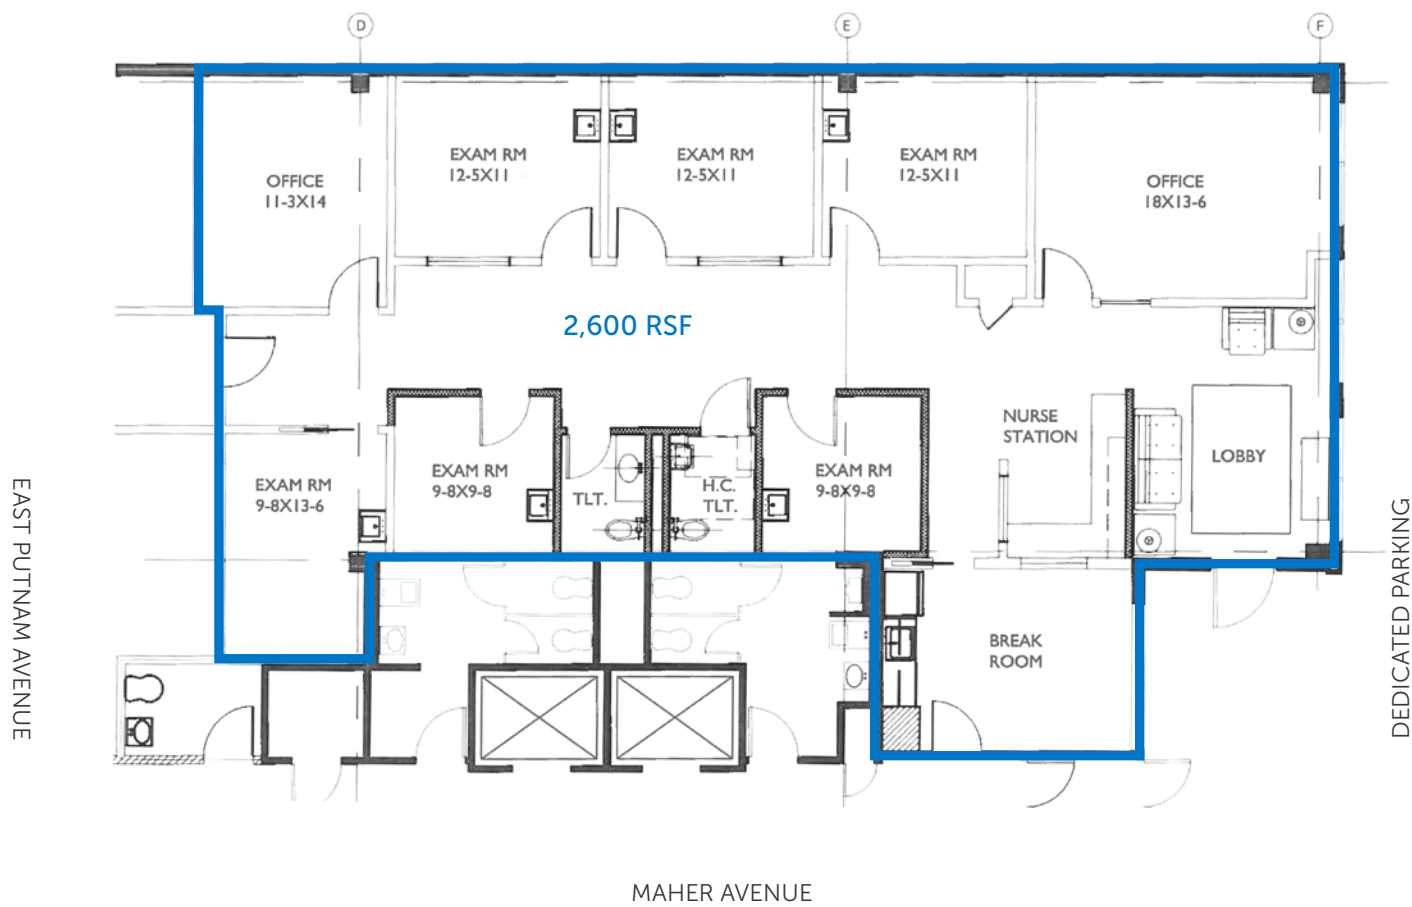 D
E
F
EXAM RM
12-5X11
EXAM RM
12-5X11
EXAM RM
12-5X11
OFFICE
11-3X14
OFFICE
18X13-6
2,600 RSF
NURSE
STATION
LOBBY
EXAM RM
9-8X13-6
EXAM RM
9-8X9-8
TLT.
H.C.
TLT.
EXAM RM
9-8X9-8
BREAK
ROOM
EAST PUTNAM AVENUE
DEDICATED PARKING
MAHER AVENUE